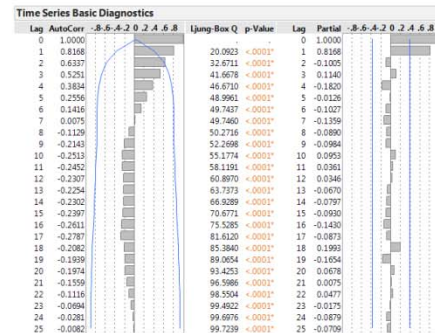 Time Series Basic Diagnostics
Lag AutoCorr -.8-.6-.4-.2 0 .2 .4 .6 .8 Ljung-Box Q p-Value Lag Partial -.8-.6-.4-.2 0 .2 .4 .6 .8
0 1.0000 . . 0 1.0000
1 0.8168 20.0923 <.0001* 1 0.8168
2 0.6337 32.6711 <.0001* 2 -0.1005
3 0.5251 41.6678 <.0001* 3 0.1140
4 0.3834 46.6710 <.0001* 4 -0.1820
5 0.2556 48.9961 <.0001* 5 -0.0126
6 0.1416 49.7437 <.0001* 6 -0.1027
7 0.0075 49.7460 <.0001* 7 -0.1359
8 -0.1129 50.2716 <.0001* 8 -0.0890
9 -0.2143 52.2698 <.0001* 9 -0.0984
10 -0.2513 55.1774 <.0001* 10 0.0953
11 -0.2452 58.1191 <.0001* 11 0.0361
12 -0.2307 60.8970 <.0001* 12 0.0346
13 -0.2254 63.7373 <.0001* 13 -0.0670
14 -0.2302 66.9289 <.0001* 14 -0.0797
15 -0.2397 70.6771 <.0001* 15 -0.0930
16 -0.2611 75.5285 <.0001* 16 -0.1430
17 -0.2787 81.6120 <.0001* 17 -0.0873
18 -0.2082 85.3840 <.0001* 18 0.1993
19 -0.1939 89.0654 <.0001* 19 -0.1654
20 -0.1974 93.4253 <.0001* 20 0.0678
21 -0.1559 96.5986 <.0001* 21 0.0075
22 -0.1116 98.5504 <.0001* 22 0.0477
23 -0.0694 99.4922 <.0001* 23 -0.0175
24 -0.0281 99.6976 <.0001* 24 -0.0879
25 -0.0082 99.7239 <.0001* 25 -0.0709